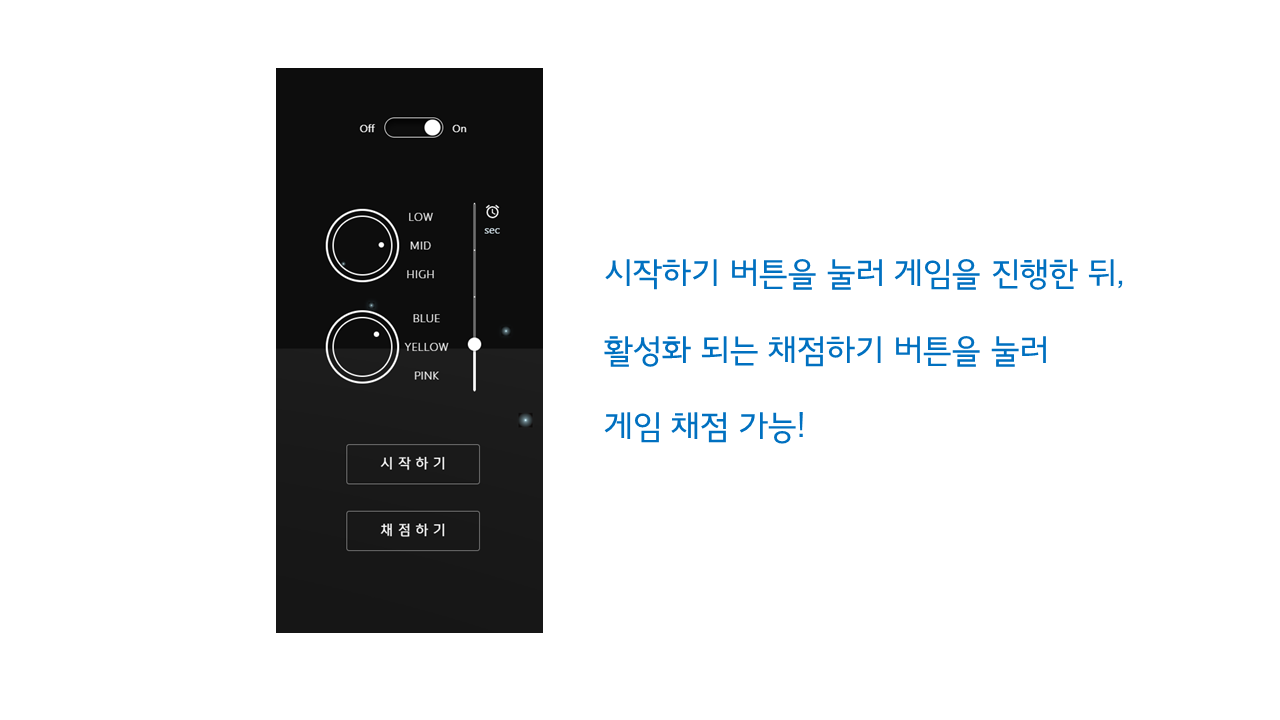 Off On
LOW
sec
MID
HIGH
BLUE
YELLOW
PINK
시작하기
채점하기
시작하기 버튼을 눌러 게임을 진행한 뒤,
활성화 되는 채점하기 버튼을 눌러
게임 채점 가능!